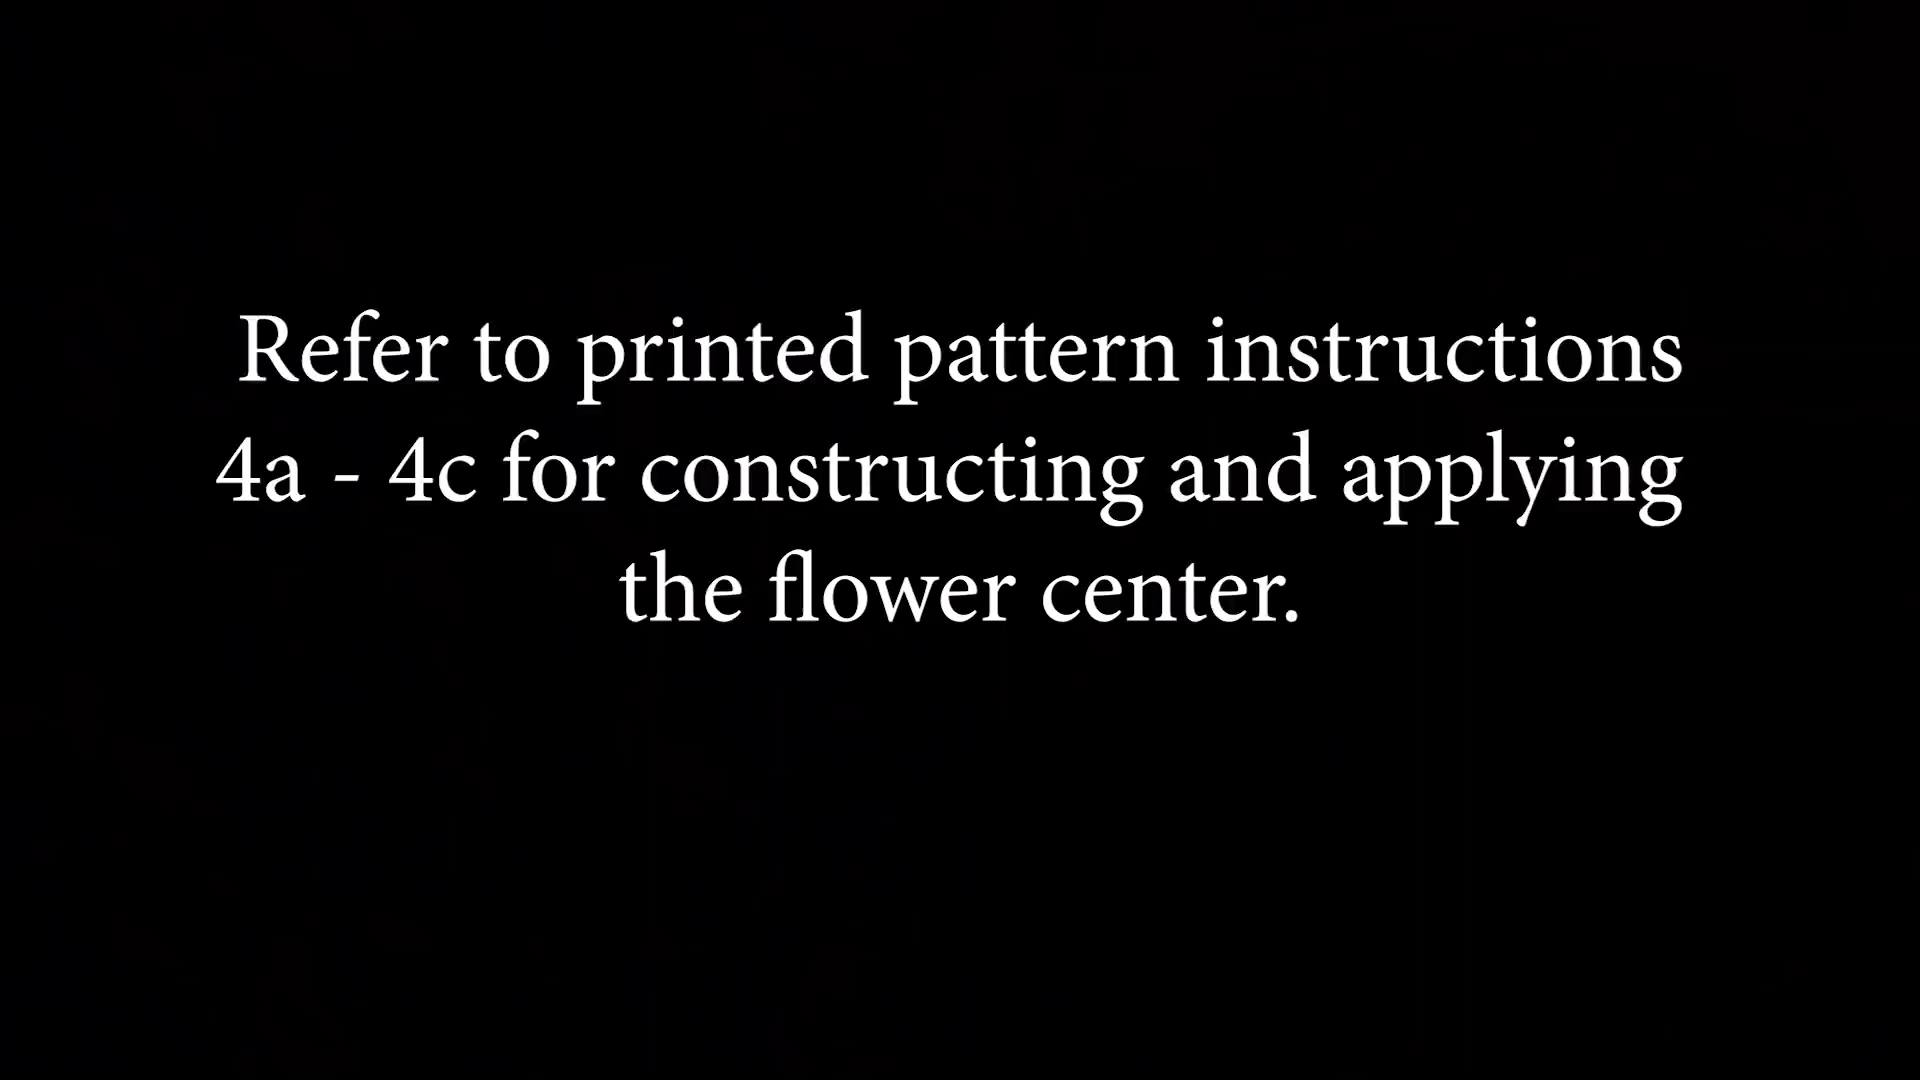 Refer to printed pattern instructions
4a - 4c for constructing and applying
the flower center.